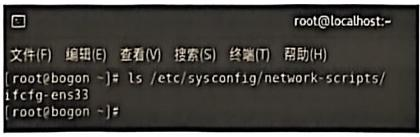 root@localhost:~
文件(F) 编辑(E) 查看(V) 搜索(S) 终端(T) 帮助(H)
[root@bogon ~]# ls /etc/sysconfig/network-scripts/
ifcfg-ens33
[root@bogon ~]#